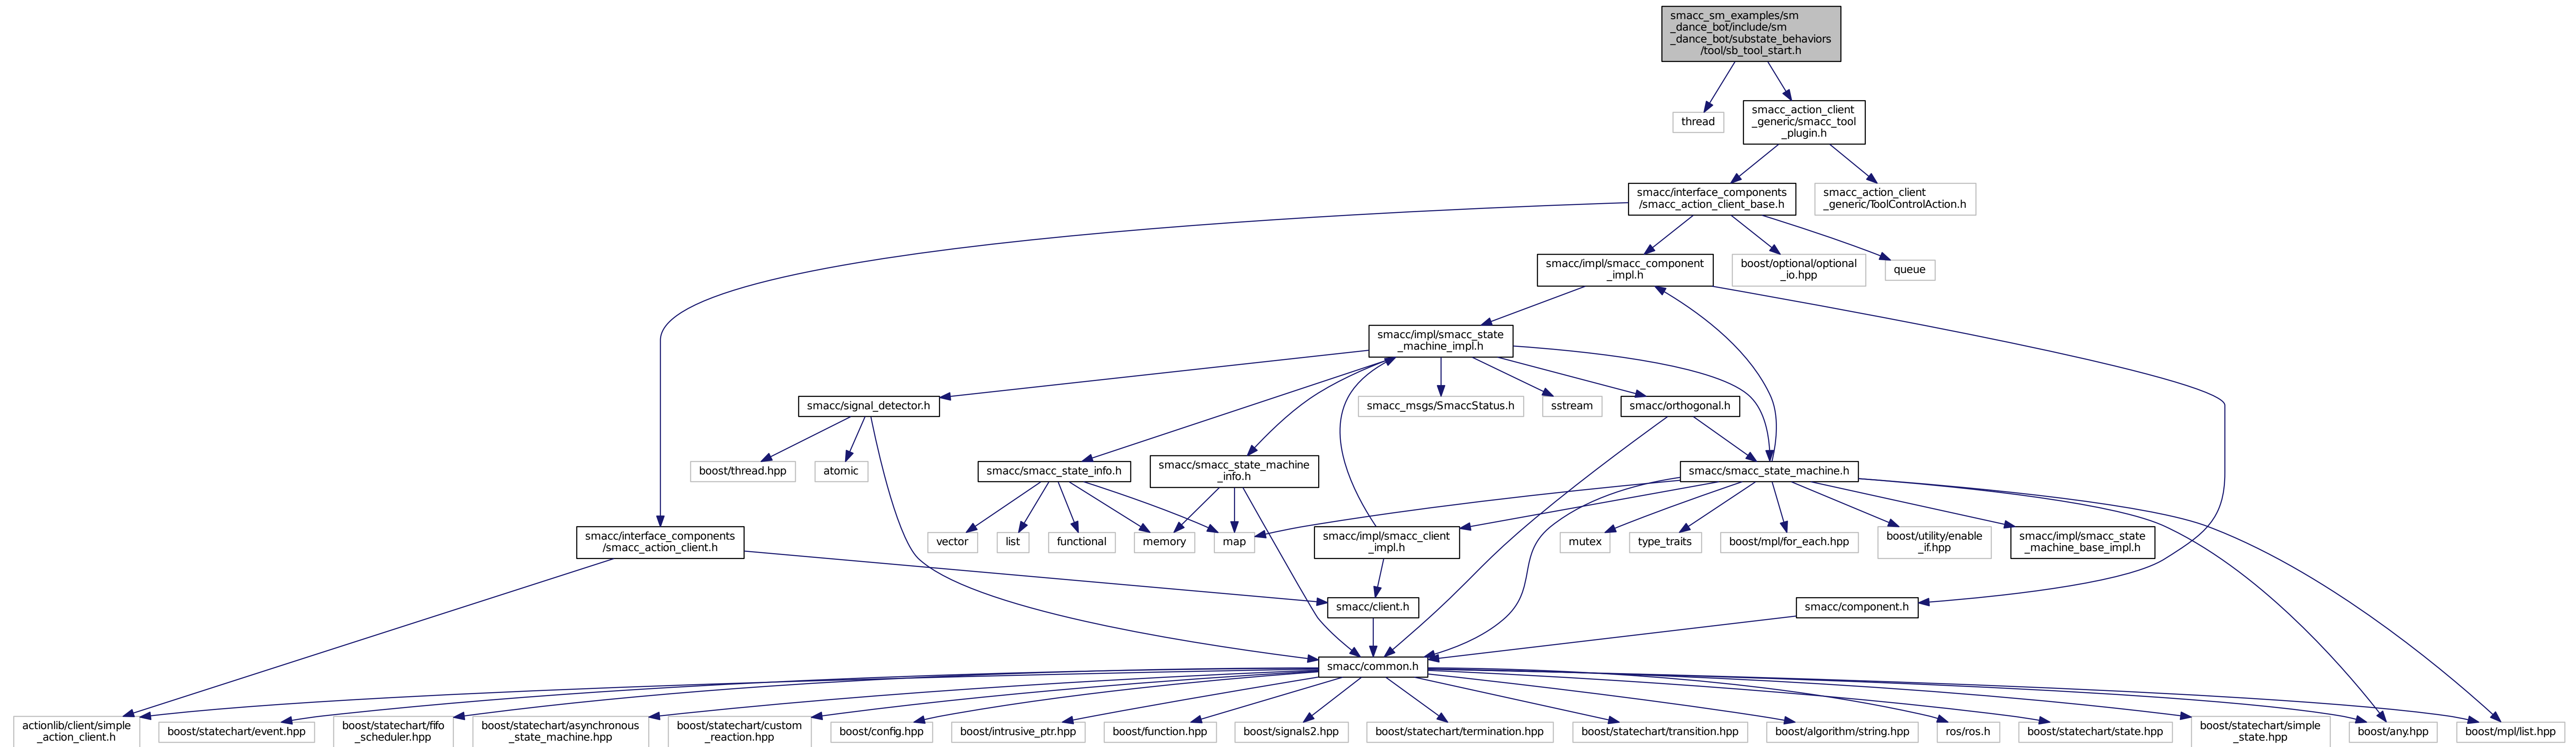 smacc_sm_examples/sm
_dance_bot/include/sm
_dance_bot/substate_behaviors
/tool/sb_tool_start.h
thread
smacc_action_client
_generic/smacc_tool
_plugin.h
smacc/interface_components
/smacc_action_client_base.h
smacc_action_client
_generic/ToolControlAction.h
smacc/impl/smacc_component
_impl.h
boost/optional/optional
_io.hpp
queue
smacc/impl/smacc_state
_machine_impl.h
smacc/signal_detector.h
smacc_msgs/SmaccStatus.h
sstream
smacc/orthogonal.h
boost/thread.hpp
atomic
smacc/smacc_state_info.h
smacc/smacc_state_machine
_info.h
smacc/smacc_state_machine.h
smacc/interface_components
/smacc_action_client.h
vector
list
functional
memory
map
smacc/impl/smacc_client
_impl.h
mutex
type_traits
boost/mpl/for_each.hpp
boost/utility/enable
_if.hpp
smacc/impl/smacc_state
_machine_base_impl.h
smacc/client.h
smacc/component.h
smacc/common.h
actionlib/client/simple
_action_client.h
boost/statechart/event.hpp
boost/statechart/fifo
_scheduler.hpp
boost/statechart/asynchronous
_state_machine.hpp
boost/statechart/custom
_reaction.hpp
boost/config.hpp
boost/intrusive_ptr.hpp
boost/function.hpp
boost/signals2.hpp
boost/statechart/termination.hpp
boost/statechart/transition.hpp
boost/algorithm/string.hpp
ros/ros.h
boost/statechart/state.hpp
boost/statechart/simple
_state.hpp
boost/any.hpp
boost/mpl/list.hpp